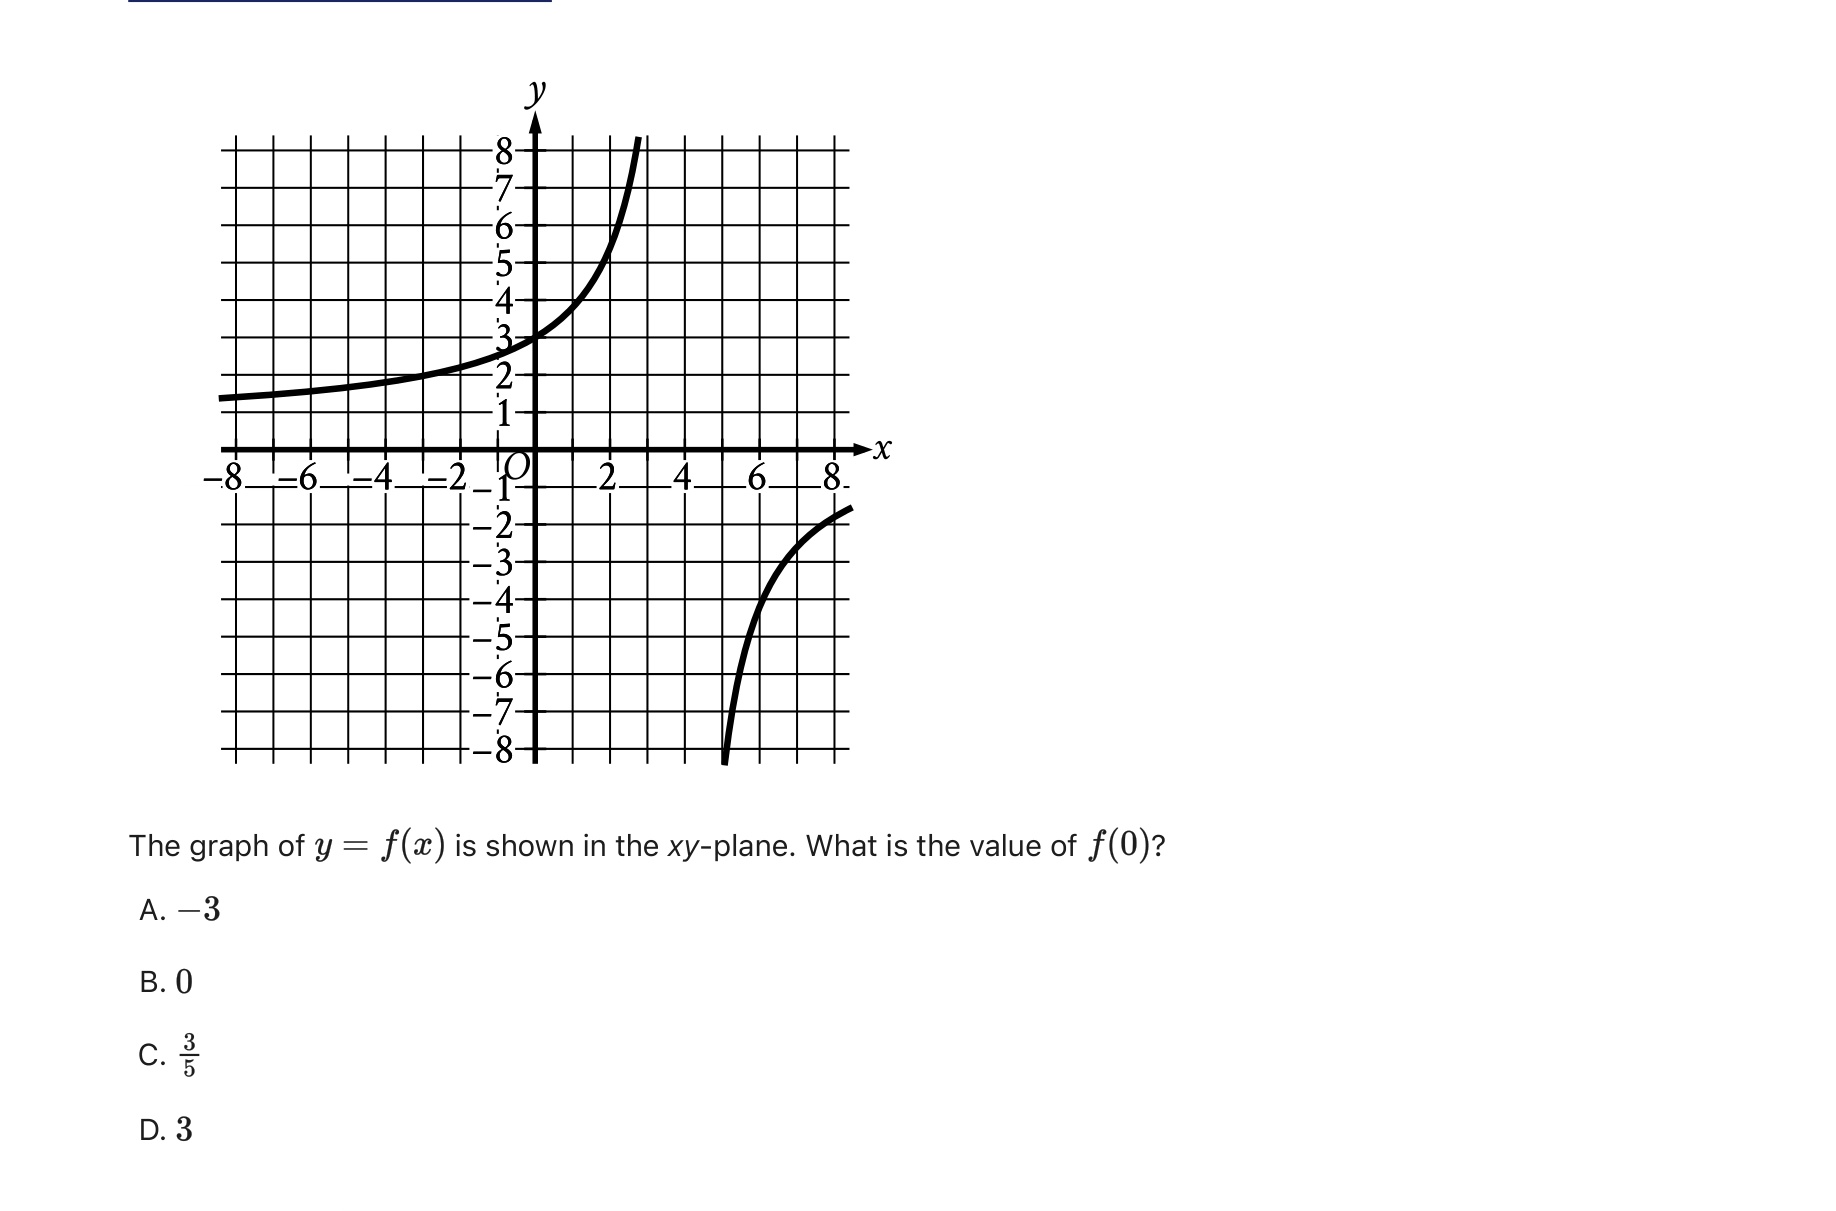 y
8
7
6
5
4
3
2
1
x
−8 −6 −4 −2 O 2 4 6 8
−1
−2
−3
−4
−5
−6
−7
−8
The graph of y = f(x) is shown in the xy-plane. What is the value of f(0)?
A. −3
B. 0
C. 3/5
D. 3